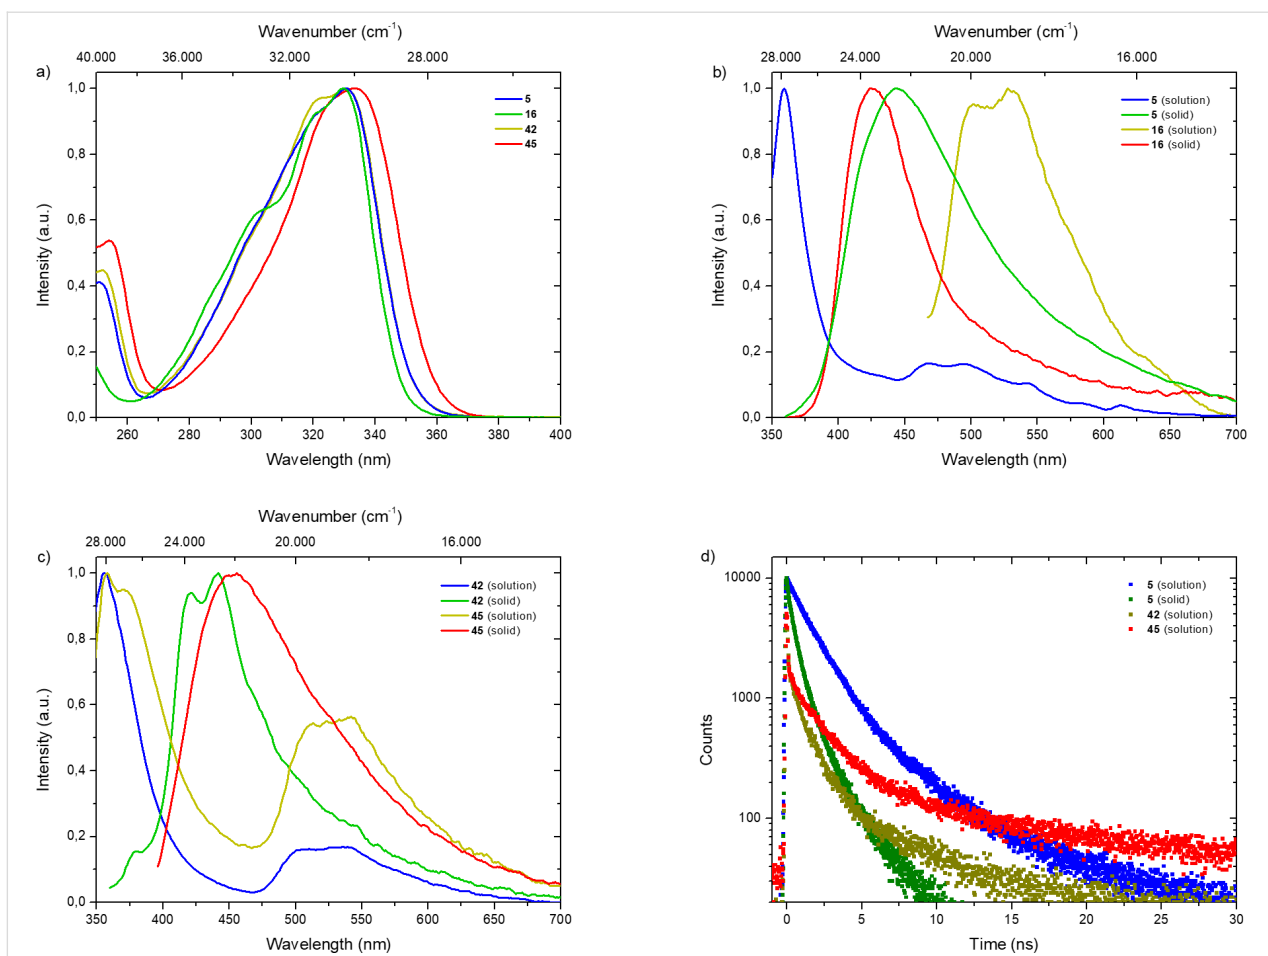 Wavenumber (cm-1)
40.000 36.000 32.000 28.000
a)
5
16
42
45
1,0
0,8
0,6
0,4
0,2
0,0
Intensity (a.u.)
260 280 300 320 340 360 380 400
Wavelength (nm)
Wavenumber (cm-1)
28.000 24.000 20.000 16.000
b)
5 (solution)
5 (solid)
16 (solution)
16 (solid)
1,0
0,8
0,6
0,4
0,2
0,0
Intensity (a.u.)
350 400 450 500 550 600 650 700
Wavelength (nm)
Wavenumber (cm-1)
28.000 24.000 20.000 16.000
c)
42 (solution)
42 (solid)
45 (solution)
45 (solid)
1,0
0,8
0,6
0,4
0,2
0,0
Intensity (a.u.)
350 400 450 500 550 600 650 700
Wavelength (nm)
d)
5 (solution)
5 (solid)
42 (solution)
45 (solution)
10000
1000
100
Counts
0 5 10 15 20 25 30
Time (ns)